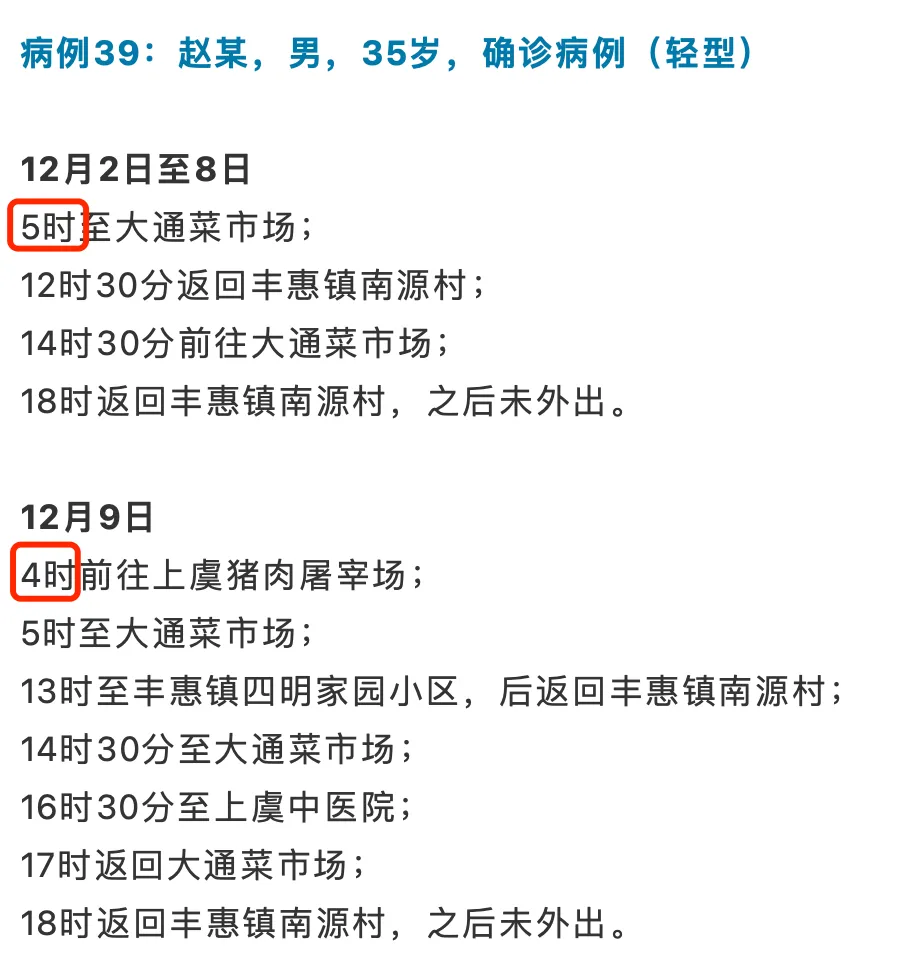 病例39：赵某，男，35岁，确诊病例（轻型）
12月2日至8日
5时至大通菜市场；
12时30分返回丰惠镇南源村；
14时30分前往大通菜市场；
18时返回丰惠镇南源村，之后未外出。
12月9日
4时前往上虞猪肉屠宰场；
5时至大通菜市场；
13时至丰惠镇四明家园小区，后返回丰惠镇南源村；
14时30分至大通菜市场；
16时30分至上虞中医院；
17时返回大通菜市场；
18时返回丰惠镇南源村，之后未外出。